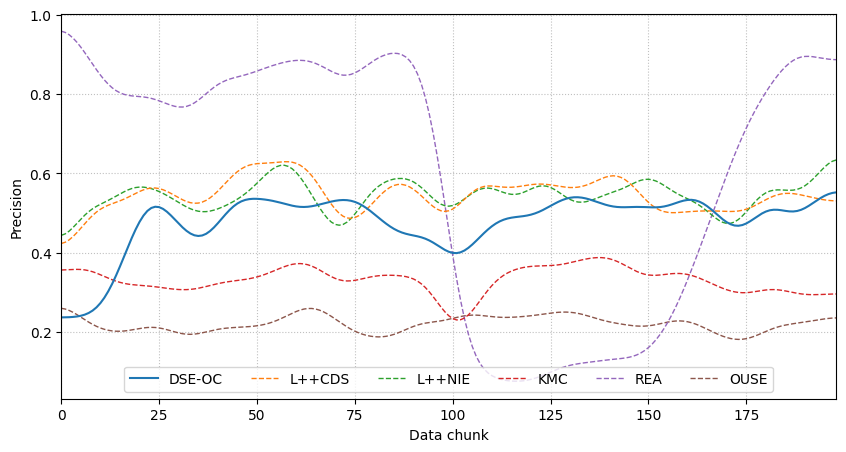 1.0
0.8
0.6
0.4
0.2
Precision
DSE-OC L++CDS L++NIE KMC REA OUSE
0 25 50 75 100 125 150 175
Data chunk